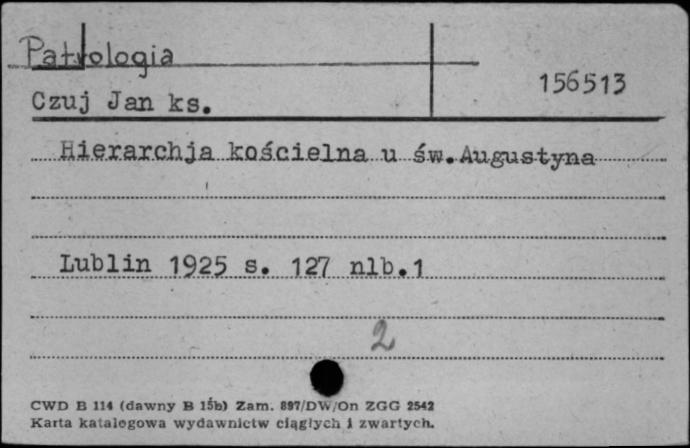 Patrologia
156513
Czuj Jan ks.
Hierarchja kościelna u św.Augustyna
Lublin 1925 s. 127 nlb.1
2
CWD B 114 (dawny B 15b) Zam. 897/DW/On ZGG 2542
Karta katalogowa wydawnictw ciągłych i zwartych.